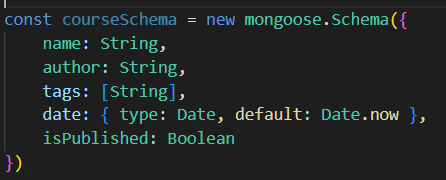 const courseSchema = new mongoose.Schema({
    name: String,
    author: String,
    tags: [String],
    date: { type: Date, default: Date.now },
    isPublished: Boolean
})